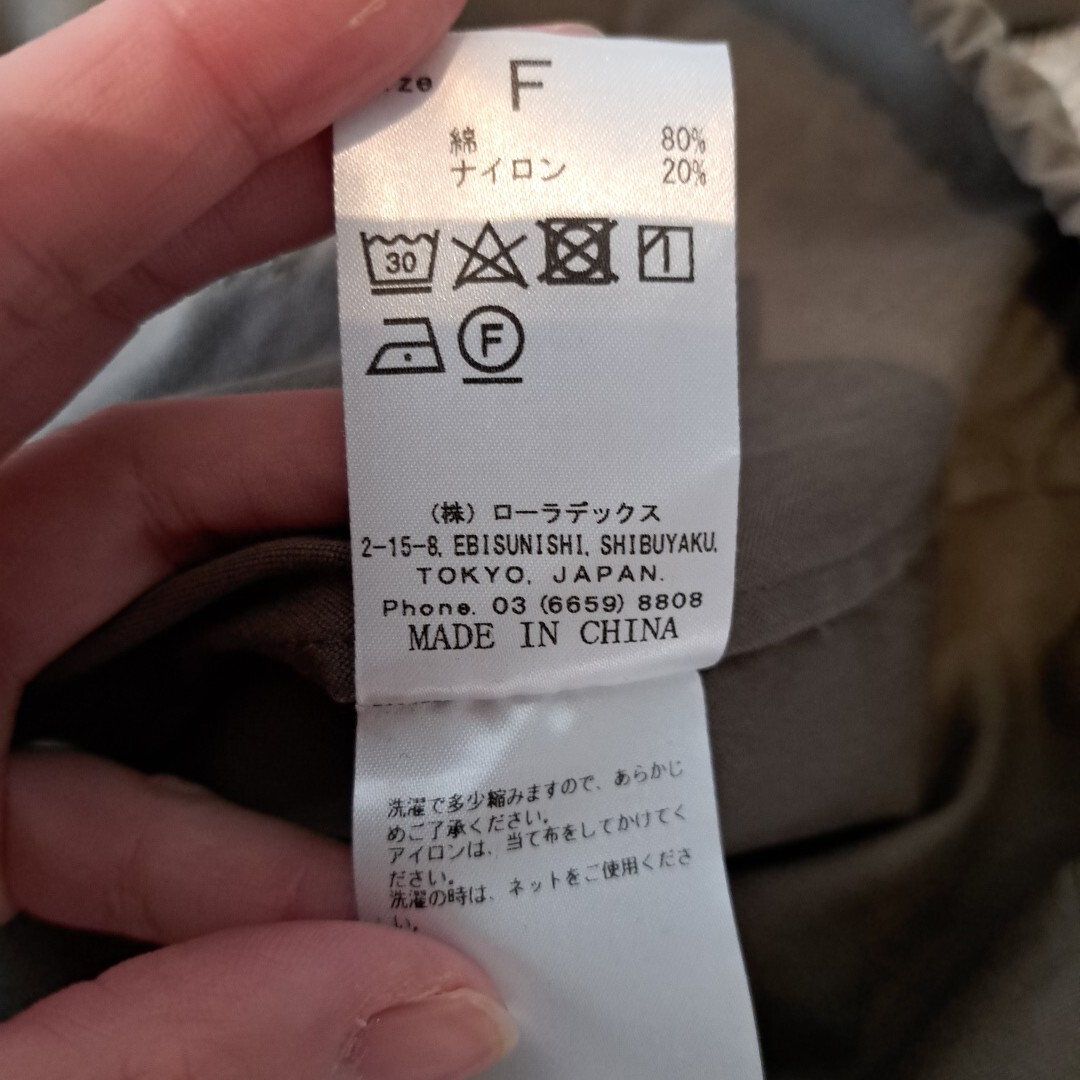 F
綿 80%
ナイロン 20%
30
F
(株) ローラデックス
2-15-8, EBISUNISHI, SHIBUYAKU,
TOKYO, JAPAN.
Phone. 03 (6659) 8808
MADE IN CHINA
洗濯で多少縮みますので、あらかじ
めご了承ください。
アイロンは、当て布をしてかけてく
ださい。
洗濯の時は、ネットをご使用くださ
い。